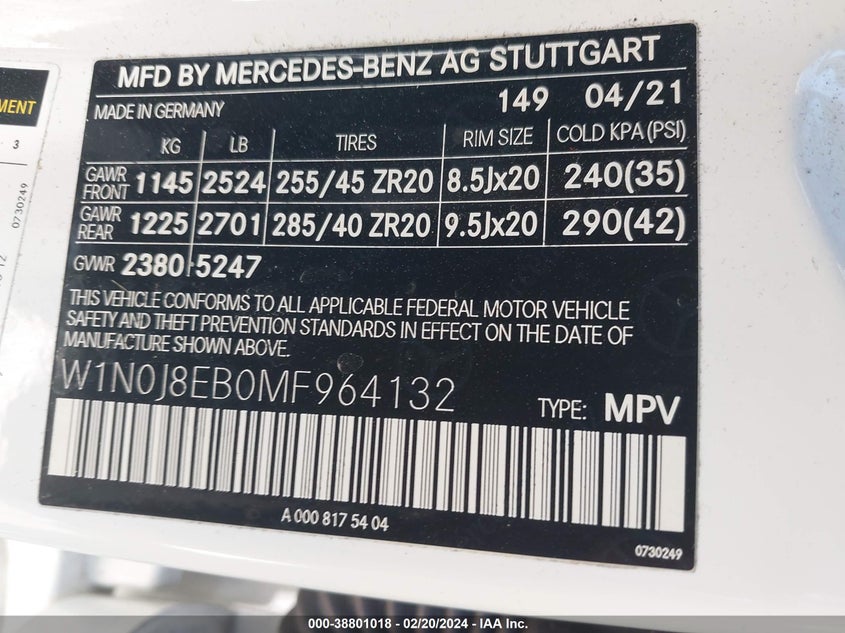 MENT
3
0730249
12
MFD BY MERCEDES-BENZ AG STUTTGART
MADE IN GERMANY 149 04/21
KG LB TIRES RIM SIZE COLD KPA (PSI)
GAWR FRONT 1145 2524 255/45 ZR20 8.5Jx20 240(35)
GAWR REAR 1225 2701 285/40 ZR20 9.5Jx20 290(42)
GVWR 2380 5247
THIS VEHICLE CONFORMS TO ALL APPLICABLE FEDERAL MOTOR VEHICLE
SAFETY AND THEFT PREVENTION STANDARDS IN EFFECT ON THE DATE OF
MANUFACTURE SHOWN ABOVE.
W1N0J8EB0MF964132 TYPE: MPV
A 000 817 54 04
0730249
000-38801018 - 02/20/2024 - IAA Inc.